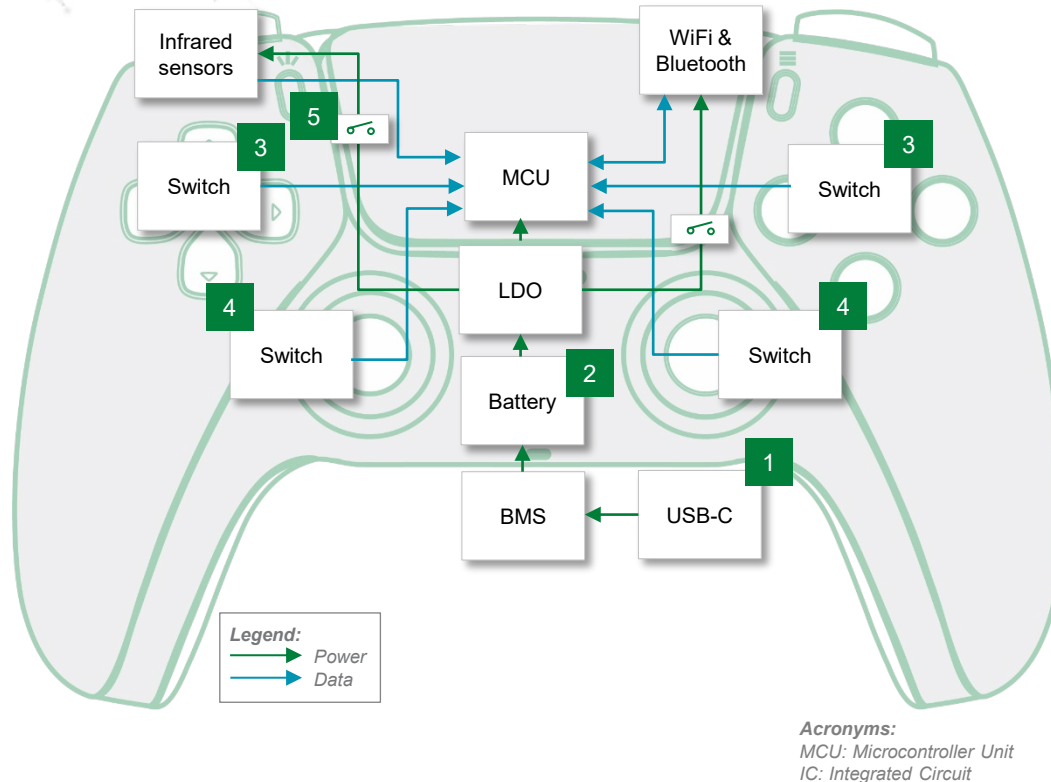 Infrared
sensors
WiFi &
Bluetooth
5
3
Switch
MCU
3
Switch
LDO
4
Switch
4
Switch
2
Battery
1
BMS
USB-C
Legend:
Power
Data
Acronyms:
MCU: Microcontroller Unit
IC: Integrated Circuit